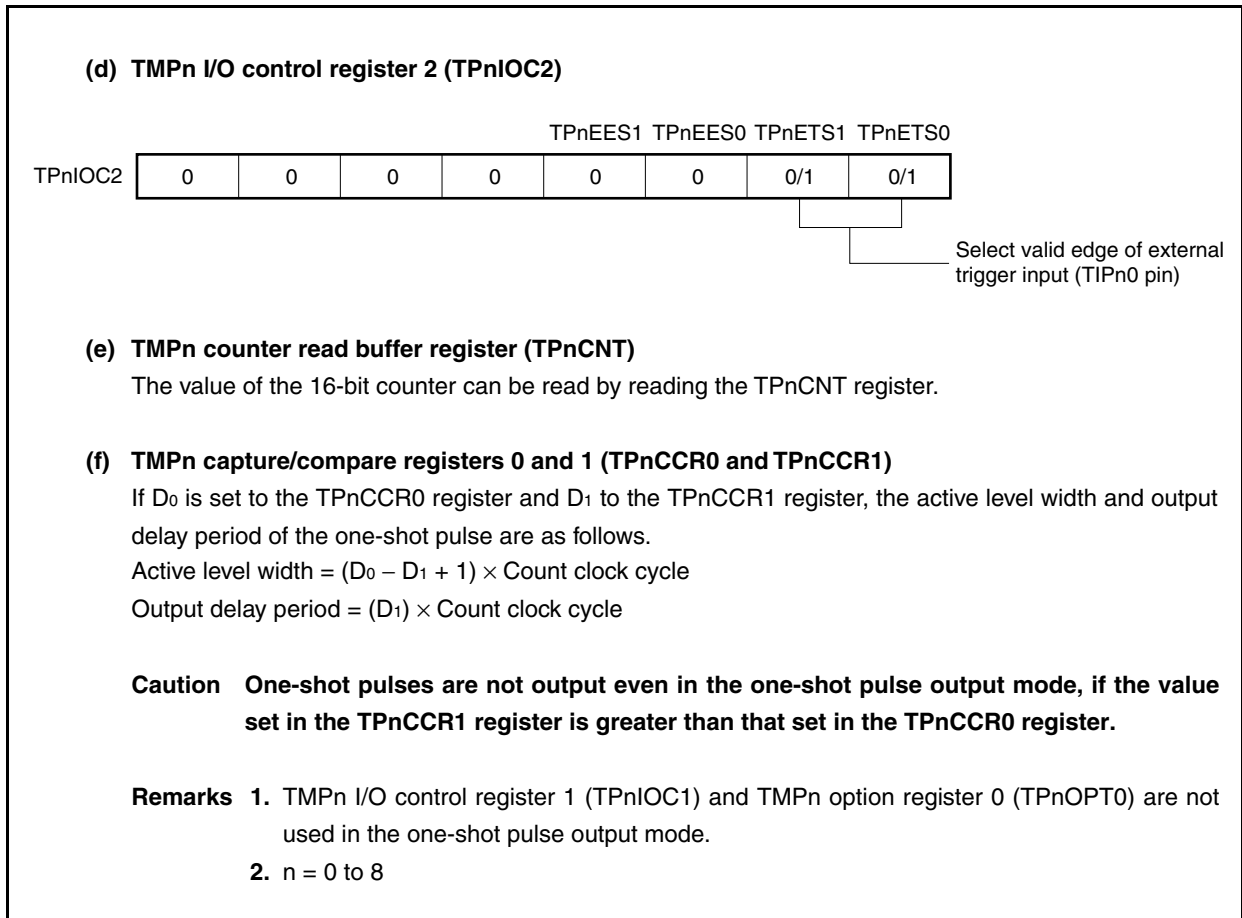 (d) TMPn I/O control register 2 (TPnIOC2)
TPnEES1 TPnEES0 TPnETS1 TPnETS0
TPnIOC2 0 0 0 0 0 0 0/1 0/1
Select valid edge of external
trigger input (TIPn0 pin)
(e) TMPn counter read buffer register (TPnCNT)
The value of the 16-bit counter can be read by reading the TPnCNT register.
(f) TMPn capture/compare registers 0 and 1 (TPnCCR0 and TPnCCR1)
If D0 is set to the TPnCCR0 register and D1 to the TPnCCR1 register, the active level width and output
delay period of the one-shot pulse are as follows.
Active level width = (D0 − D1 + 1) × Count clock cycle
Output delay period = (D1) × Count clock cycle
Caution One-shot pulses are not output even in the one-shot pulse output mode, if the value
set in the TPnCCR1 register is greater than that set in the TPnCCR0 register.
Remarks 1. TMPn I/O control register 1 (TPnIOC1) and TMPn option register 0 (TPnOPT0) are not
used in the one-shot pulse output mode.
2. n = 0 to 8